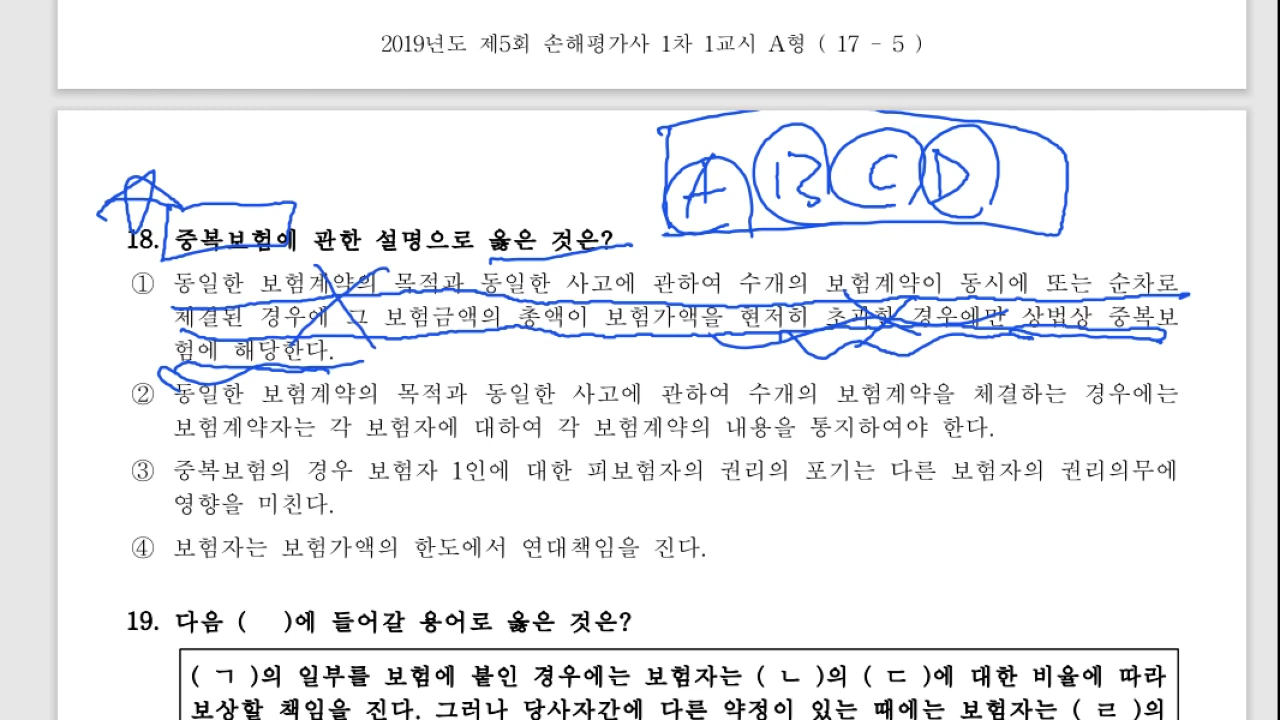 2019년도 제5회 손해평가사 1차 1교시 A형 ( 17 - 5 )
A B C D
18. 중복보험에 관한 설명으로 옳은 것은?
① 동일한 보험계약의 목적과 동일한 사고에 관하여 수개의 보험계약이 동시에 또는 순차로
체결된 경우에 그 보험금액의 총액이 보험가액을 현저히 초과한 경우에만 상법상 중복보
험에 해당한다.
② 동일한 보험계약의 목적과 동일한 사고에 관하여 수개의 보험계약을 체결하는 경우에는
보험계약자는 각 보험자에 대하여 각 보험계약의 내용을 통지하여야 한다.
③ 중복보험의 경우 보험자 1인에 대한 피보험자의 권리의 포기는 다른 보험자의 권리의무에
영향을 미친다.
④ 보험자는 보험가액의 한도에서 연대책임을 진다.
19. 다음 ( )에 들어갈 용어로 옳은 것은?
( ㄱ )의 일부를 보험에 붙인 경우에는 보험자는 ( ㄴ )의 ( ㄷ )에 대한 비율에 따라
보상할 책임을 진다. 그러나 당사자간에 다른 약정이 있는 때에는 보험자는 ( ㄹ )의